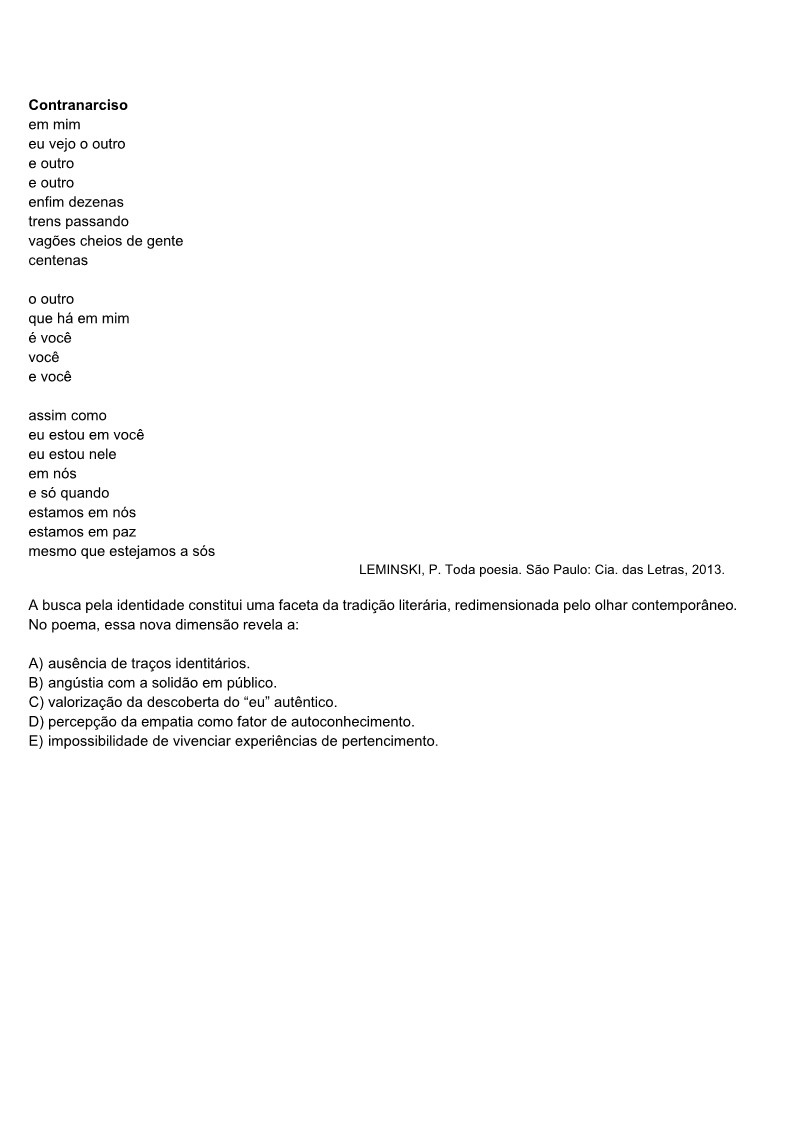 Contranarciso
em mim
eu vejo o outro
e outro
e outro
enfim dezenas
trens passando
vagões cheios de gente
centenas
o outro
que há em mim
é você
você
e você
assim como
eu estou em você
eu estou nele
em nós
e só quando
estamos em nós
estamos em paz
mesmo que estejamos a sós
LEMINSKI, P. Toda poesia. São Paulo: Cia. das Letras, 2013.
A busca pela identidade constitui uma faceta da tradição literária, redimensionada pelo olhar contemporâneo.
No poema, essa nova dimensão revela a:
A) ausência de traços identitários.
B) angústia com a solidão em público.
C) valorização da descoberta do “eu” autêntico.
D) percepção da empatia como fator de autoconhecimento.
E) impossibilidade de vivenciar experiências de pertencimento.